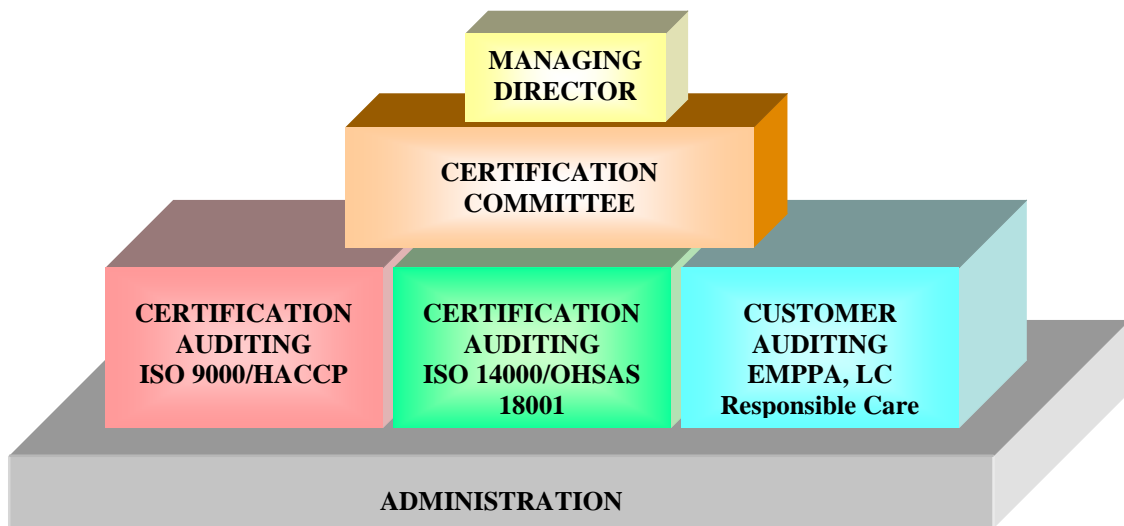 MANAGING
DIRECTOR
CERTIFICATION
COMMITTEE
CERTIFICATION
AUDITING
ISO 9000/HACCP
CERTIFICATION
AUDITING
ISO 14000/OHSAS
18001
CUSTOMER
AUDITING
EMPPA, LC
Responsible Care
ADMINISTRATION